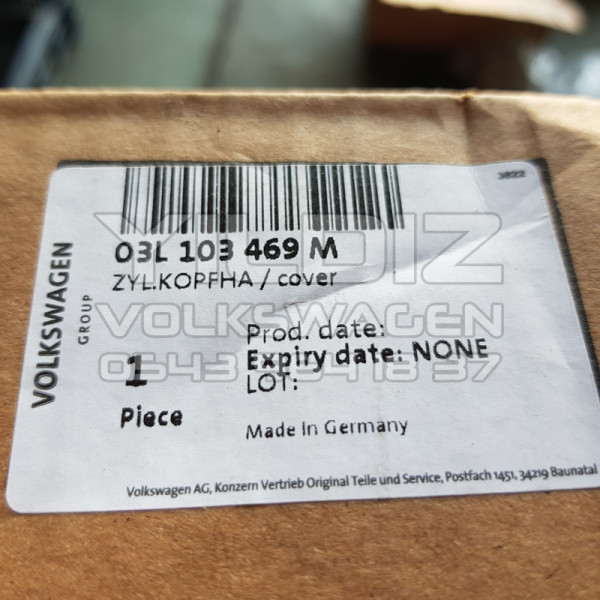 3822
03L 103 469 M
ZYL.KOPFHA / cover
VOLKSWAGEN
GROUP
YILDIZ
VOLKSWAGEN
Prod. date:
Expiry date: NONE
LOT:
1
Piece
Made in Germany
Volkswagen AG, Konzern Vertrieb Original Teile und Service, Postfach 1451, 34219 Baunatal